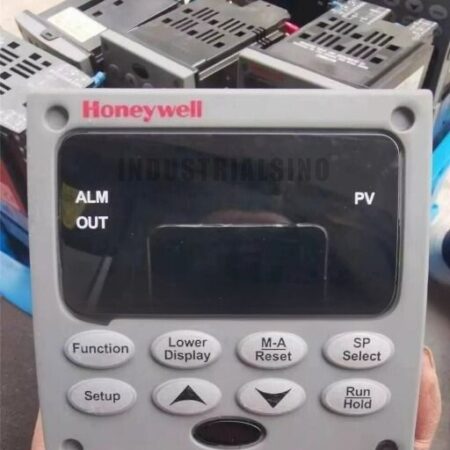 Honeywell
INDUSTRIALSINO
ALM
PV
OUT
Function
Lower
Display
M-A
Reset
SP
Select
Setup
Run
Hold